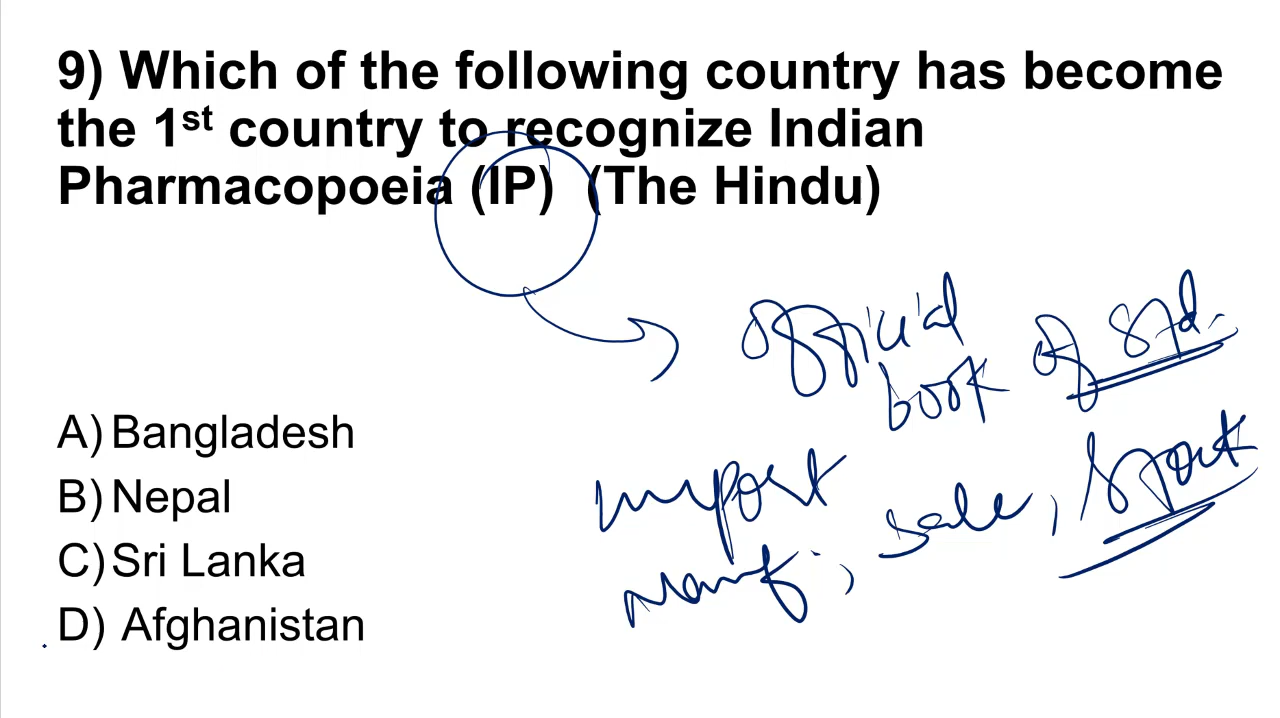 9) Which of the following country has become
the 1st country to recognize Indian
Pharmacopoeia (IP) (The Hindu)
official
book of Std.
import
Manf., sale, Stock
A) Bangladesh
B) Nepal
C) Sri Lanka
D) Afghanistan